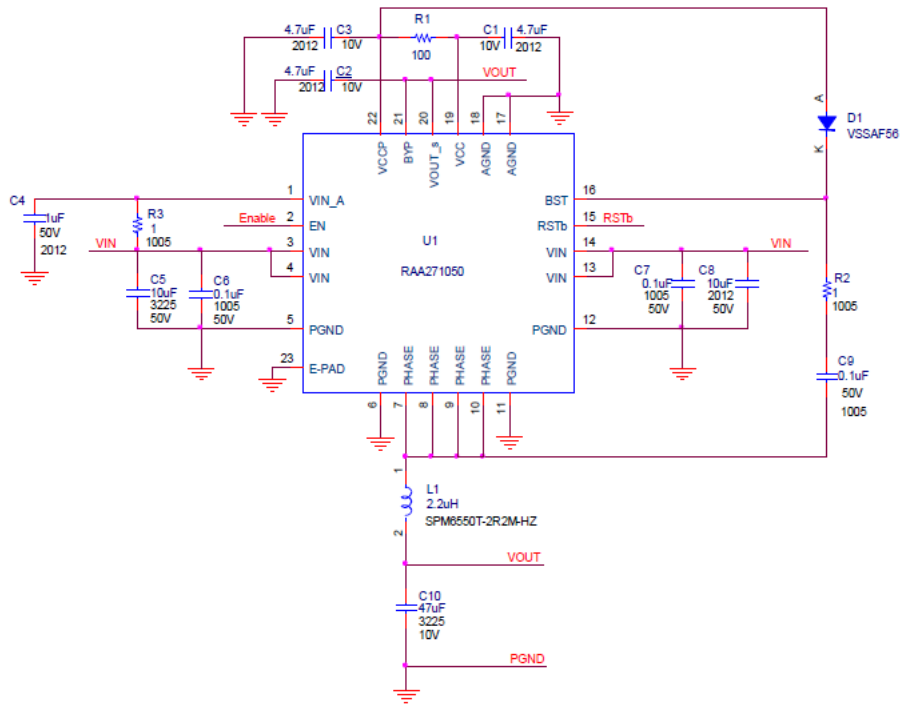 4.7uF C3
2012 10V
R1
100
C1 4.7uF
10V 2012
4.7uF C2
2012 10V
VOUT
22 21 20 19 18 17
VCCP BYP VOUT_s VCC AGND AGND
A
D1
VSSAF56
K
C4
1uF
50V
2012
1 VIN_A
BST 16
R3
1
1005
Enable 2 EN
RSTb 15 RSTb
VIN 3 VIN
VIN 14 VIN
4 VIN
VIN 13
U1
RAA271050
C5
10uF
3225
50V
C6
0.1uF
1005
50V
C7
0.1uF
1005
50V
C8
10uF
2012
50V
R2
1
1005
5 PGND
PGND 12
23 E-PAD
C9
0.1uF
50V
1005
PGND PHASE PHASE PHASE PHASE PGND
6 7 8 9 10 11
1
L1
2.2uH
SPM6550T-2R2M-HZ
2
VOUT
C10
47uF
3225
10V
PGND